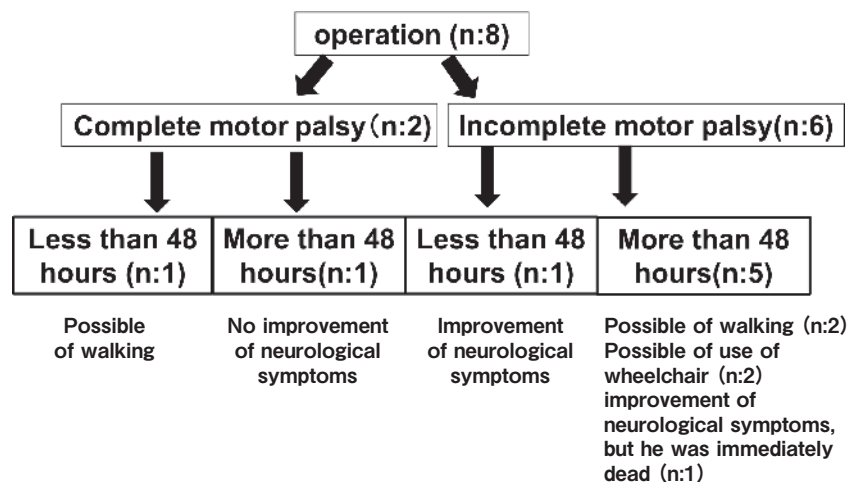 operation (n:8)
Complete motor palsy (n:2)
Incomplete motor palsy(n:6)
Less than 48
hours (n:1)
More than 48
hours(n:1)
Less than 48
hours (n:1)
More than 48
hours(n:5)
Possible
of walking
No improvement
of neurological
symptoms
Improvement
of neurological
symptoms
Possible of walking (n:2)
Possible of use of
wheelchair (n:2)
improvement of
neurological symptoms,
but he was immediately
dead (n:1)